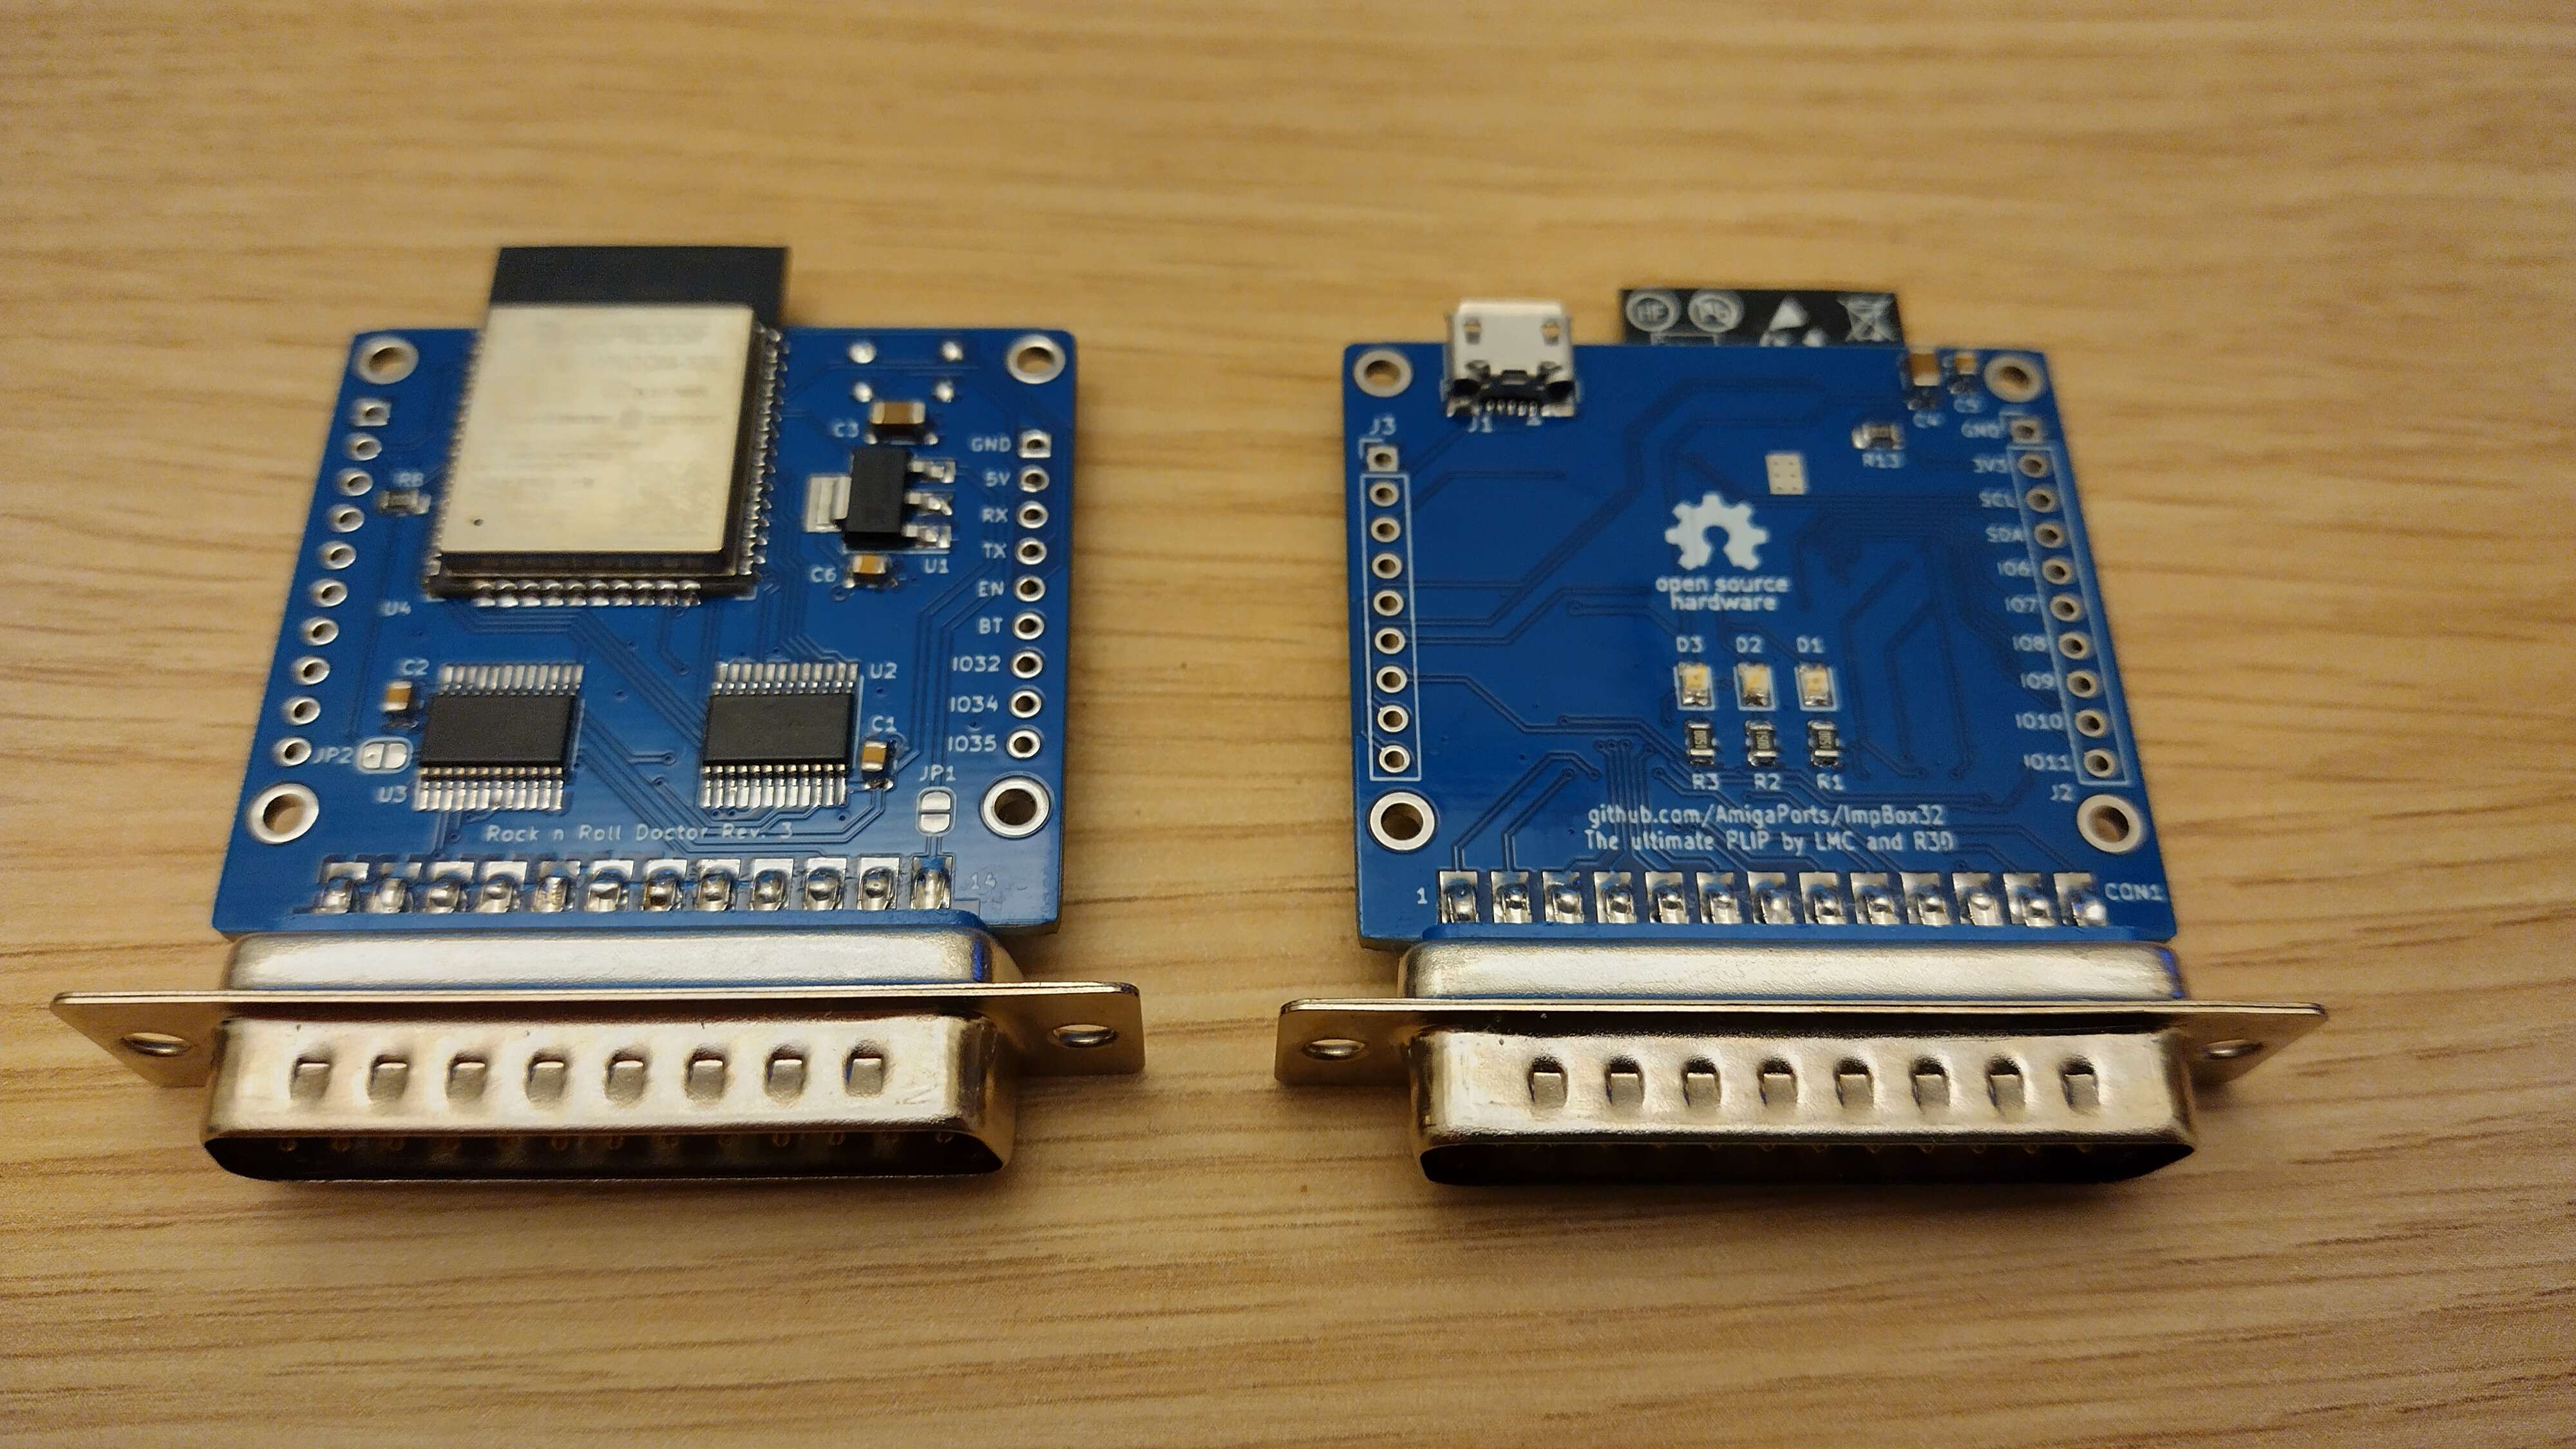 C3
GND
5V
R8
RX
TX
U1
C6
EN
U4
BT
IO32
C2
U2
IO34
C1
IO35
JP2
JP1
U3
Rock n Roll Doctor Rev. 3
14
HF
Pb
J3
J1
C4
C5
GND
R13
3V3
SCL
SDA
open source
hardware
IO6
IO7
D3 D2 D1
IO8
IO9
IO10
IO11
R3 R2 R1
J2
github.com/AmigaPorts/ImpBox32
The ultimate PLIP by LMC and R3D
1
CON1